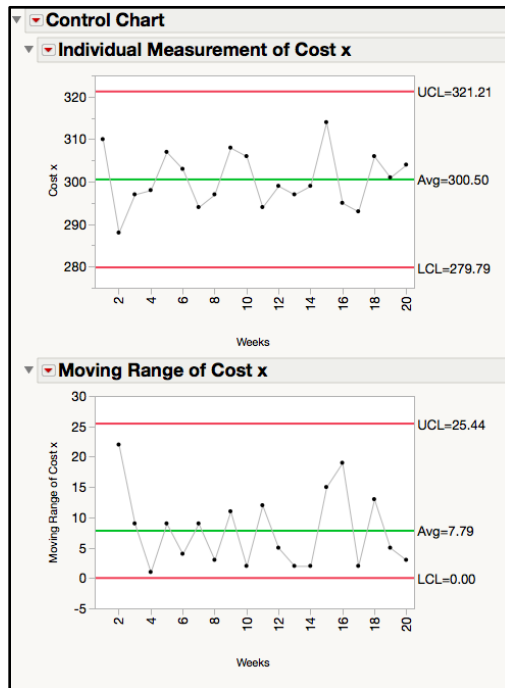 Control Chart
Individual Measurement of Cost x
320
310
300
290
280
Cost x
UCL=321.21
Avg=300.50
LCL=279.79
2 4 6 8 10 12 14 16 18 20
Weeks
Moving Range of Cost x
30
25
20
15
10
5
0
-5
Moving Range of Cost x
UCL=25.44
Avg=7.79
LCL=0.00
2 4 6 8 10 12 14 16 18 20
Weeks